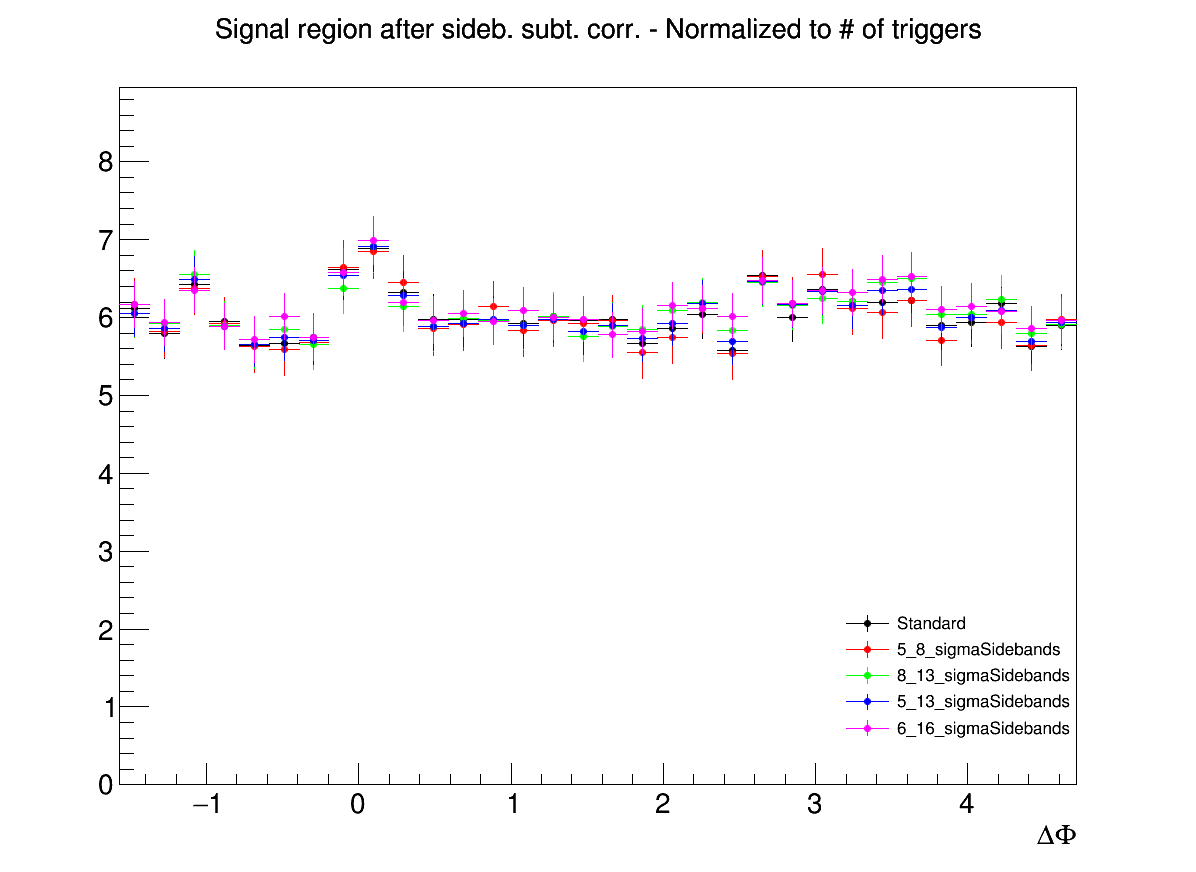 Signal region after sideb. subt. corr. - Normalized to # of triggers
8
7
6
5
4
3
2
1
0
Standard
5_8_sigmaSidebands
8_13_sigmaSidebands
5_13_sigmaSidebands
6_16_sigmaSidebands
−1 0 1 2 3 4
ΔΦ